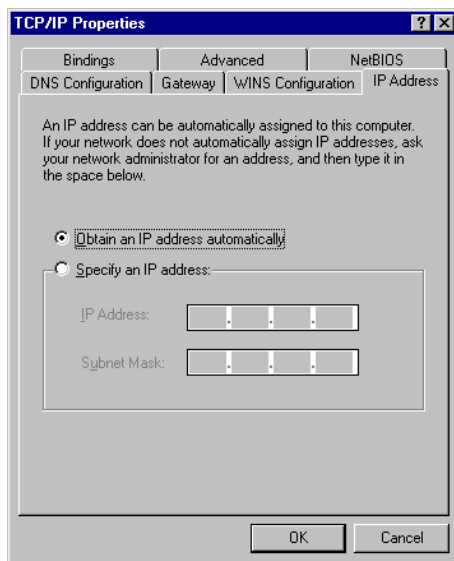 TCP/IP Properties
Bindings Advanced NetBIOS
DNS Configuration Gateway WINS Configuration IP Address
An IP address can be automatically assigned to this computer.
If your network does not automatically assign IP addresses, ask
your network administrator for an address, and then type it in
the space below.
Obtain an IP address automatically
Specify an IP address:
IP Address:
Subnet Mask:
OK Cancel